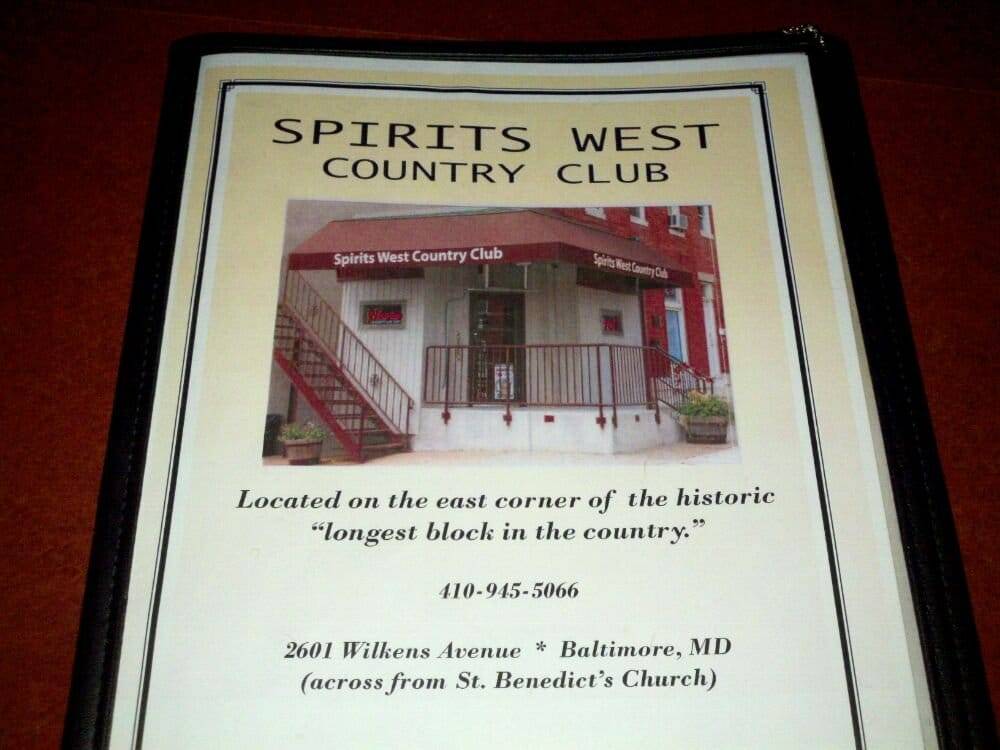 SPIRITS WEST
COUNTRY CLUB
Spirits West Country Club
Spirits West Country Club
Located on the east corner of the historic
“longest block in the country.”
410-945-5066
2601 Wilkens Avenue * Baltimore, MD
(across from St. Benedict's Church)